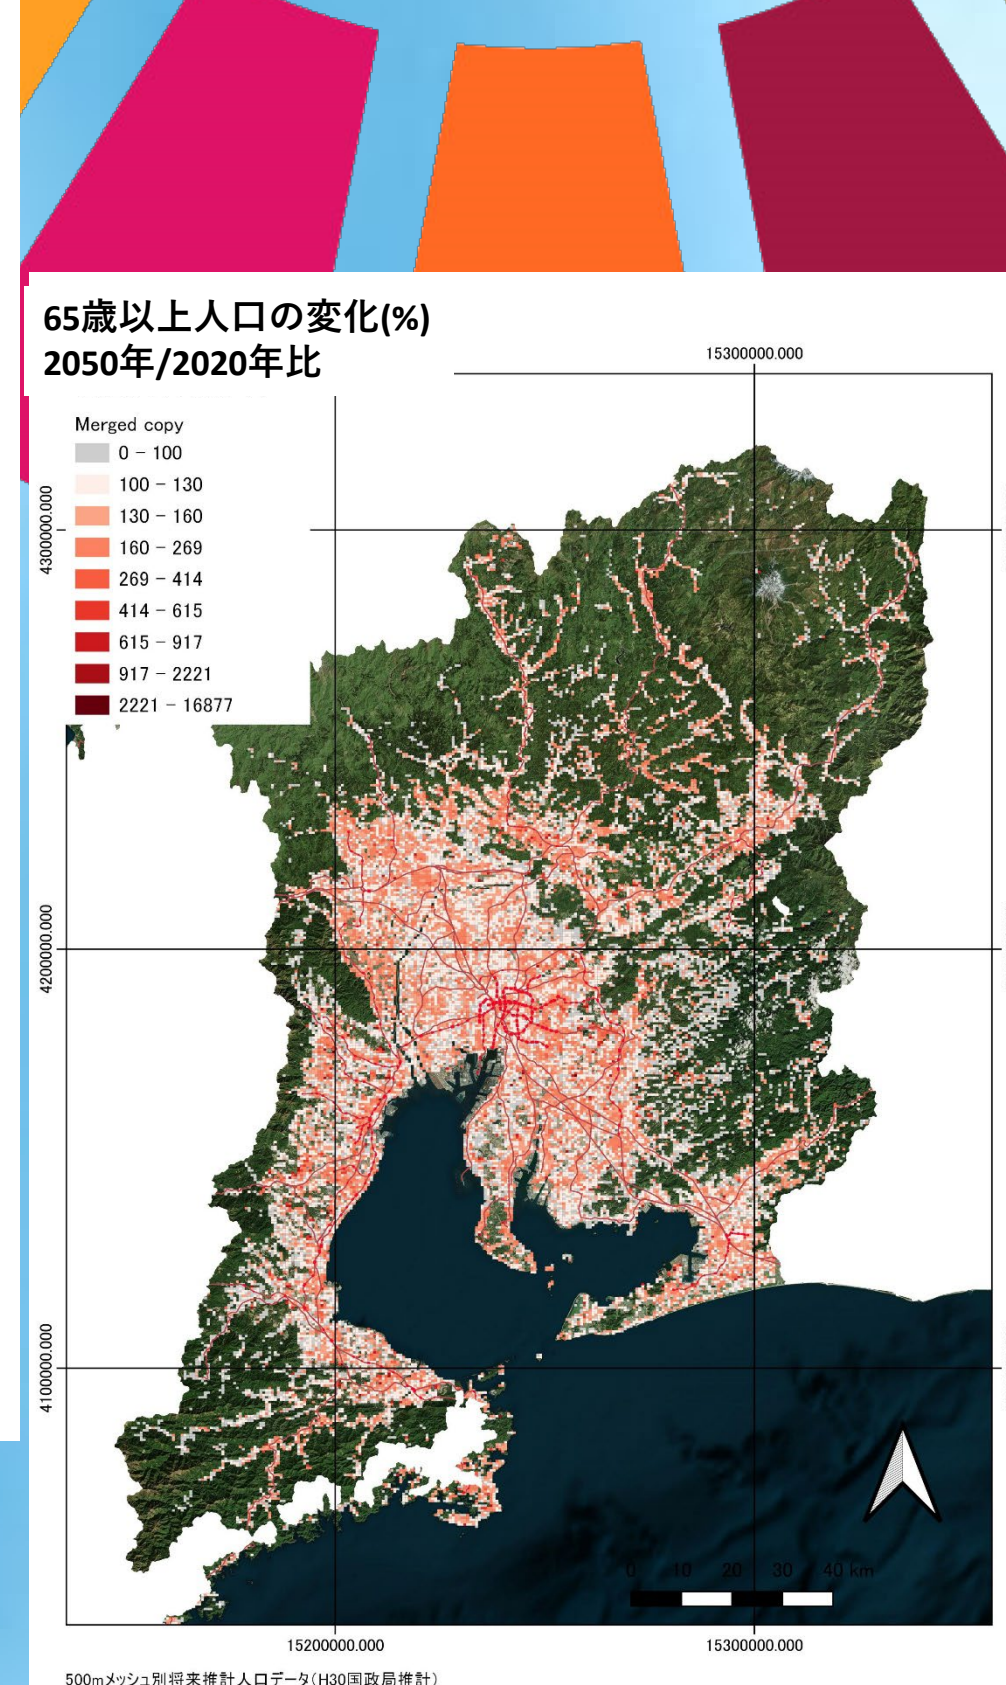 65歳以上人口の変化(%)
2050年/2020年比
15300000.000
Merged copy
0 – 100
100 – 130
130 – 160
160 – 269
269 – 414
414 – 615
615 – 917
917 – 2221
2221 – 16877
4300000.000
4200000.000
4100000.000
0 10 20 30 40 km
15200000.000 15300000.000
500mメッシュ別将来推計人口データ(H30国政局推計)